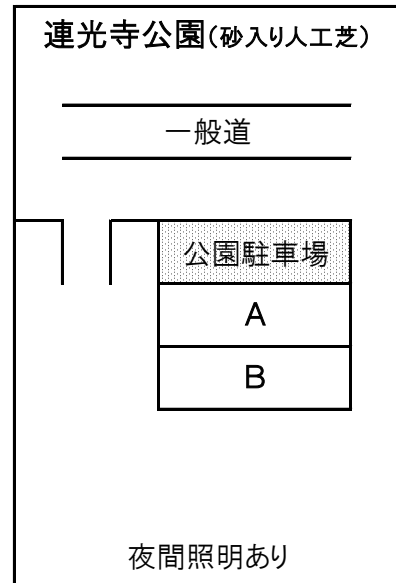 連光寺公園(砂入り人工芝)
一般道
公園駐車場
A
B
夜間照明あり